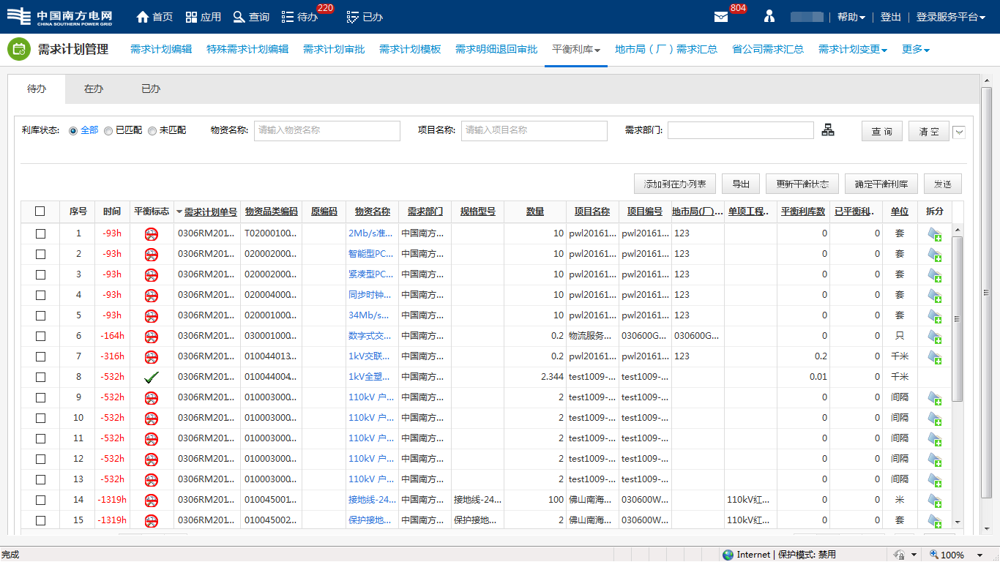 中国南方电网 CHINA SOUTHERN POWER GRID 首页 应用 查询 待办 220 已办 804 帮助 登出 登录服务平台
需求计划管理 需求计划编辑 特殊需求计划编辑 需求计划审批 需求计划模板 需求明细退回审批 平衡利库 地市局（厂）需求汇总 省公司需求汇总 需求计划变更 更多
待办 在办 已办
利库状态: 全部 已匹配 未匹配 物资名称: 请输入物资名称 项目名称: 请输入项目名称 需求部门: 查 询 清 空
添加到在办列表 导出 更新平衡状态 确定平衡利库 发送
序号 时间 平衡标志 需求计划单号 物资品类编码 原编码 物资名称 需求部门 规格型号 数量 项目名称 项目编号 地市局(厂)... 单项工程.. 平衡利库数 已平衡利.. 单位 拆分
1 -93h 0306RM201... T02000100... 2Mb/s准... 中国南方... 10 pwl20161... pwl20161... 123 0 0 套
2 -93h 0306RM201... 020002000... 智能型PC... 中国南方... 10 pwl20161... pwl20161... 123 0 0 套
3 -93h 0306RM201... 020002000... 紧凑型PC... 中国南方... 10 pwl20161... pwl20161... 123 0 0 套
4 -93h 0306RM201... 020004000... 同步时钟... 中国南方... 10 pwl20161... pwl20161... 123 0 0 套
5 -93h 0306RM201... 020001000... 34Mb/s... 中国南方... 10 pwl20161... pwl20161... 123 0 0 套
6 -164h 0306RM201... 030001000... 数字式交... 中国南方... 0.2 物流服务... 030600G... 030600G... 0 0 只
7 -316h 0306RM201... 010044013... 1kV交联... 中国南方... 0.2 pwl20161... pwl20161... 123 0.2 0 千米
8 -532h 0306RM201... 010044004... 1kV全塑... 中国南方... 2.344 test1009-... test1009-... 0.01 0 千米
9 -532h 0306RM201... 010003000... 110kV 户... 中国南方... 2 test1009-... test1009-... 0 0 间隔
10 -532h 0306RM201... 010003000... 110kV 户... 中国南方... 2 test1009-... test1009-... 0 0 间隔
11 -532h 0306RM201... 010003000... 110kV 户... 中国南方... 2 test1009-... test1009-... 0 0 间隔
12 -532h 0306RM201... 010003000... 110kV 户... 中国南方... 2 test1009-... test1009-... 0 0 间隔
13 -532h 0306RM201... 010003000... 110kV 户... 中国南方... 2 test1009-... test1009-... 0 0 间隔
14 -1319h 0306RM201... 010045001... 接地线-24... 中国南方... 接地线-24... 100 佛山南海... 030600W... 110kV红... 0 0 米
15 -1319h 0306RM201... 010045002... 保护接地... 中国南方... 保护接地... 2 佛山南海... 030600W... 110kV红... 0 0 套
完成 Internet | 保护模式: 禁用 100%